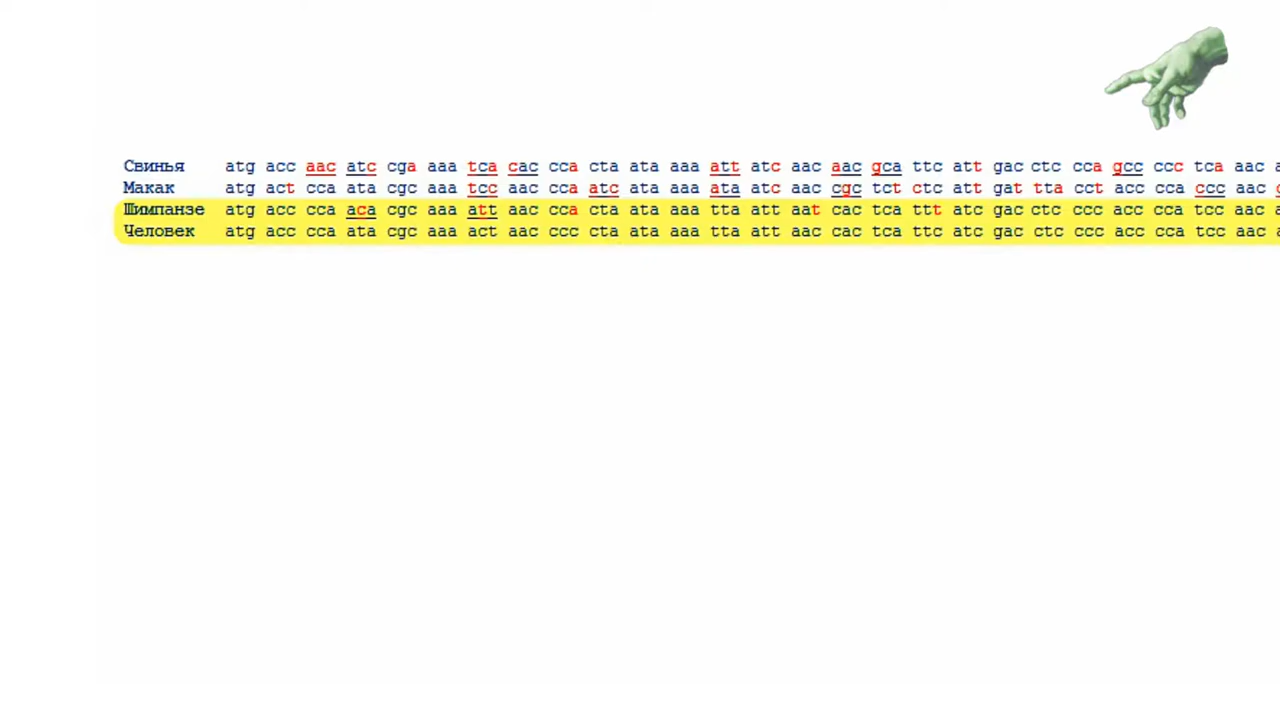 Свинья atg acc aac atc cga aaa tca cac cca cta ata aaa att atc aac aac gca ttc att gac ctc cca gcc ccc tca aac a
Макак atg act cca ata cgc aaa tcc aac cca atc ata aaa ata atc aac cgc tct ctc att gat tta cct acc cca ccc aac c
Шимпанзе atg acc cca aca cgc aaa att aac cca cta ata aaa tta att aat cac tca ttt atc gac ctc ccc acc cca tcc aac a
Человек atg acc cca ata cgc aaa act aac ccc cta ata aaa tta att aac cac tca ttc atc gac ctc ccc acc cca tcc aac a